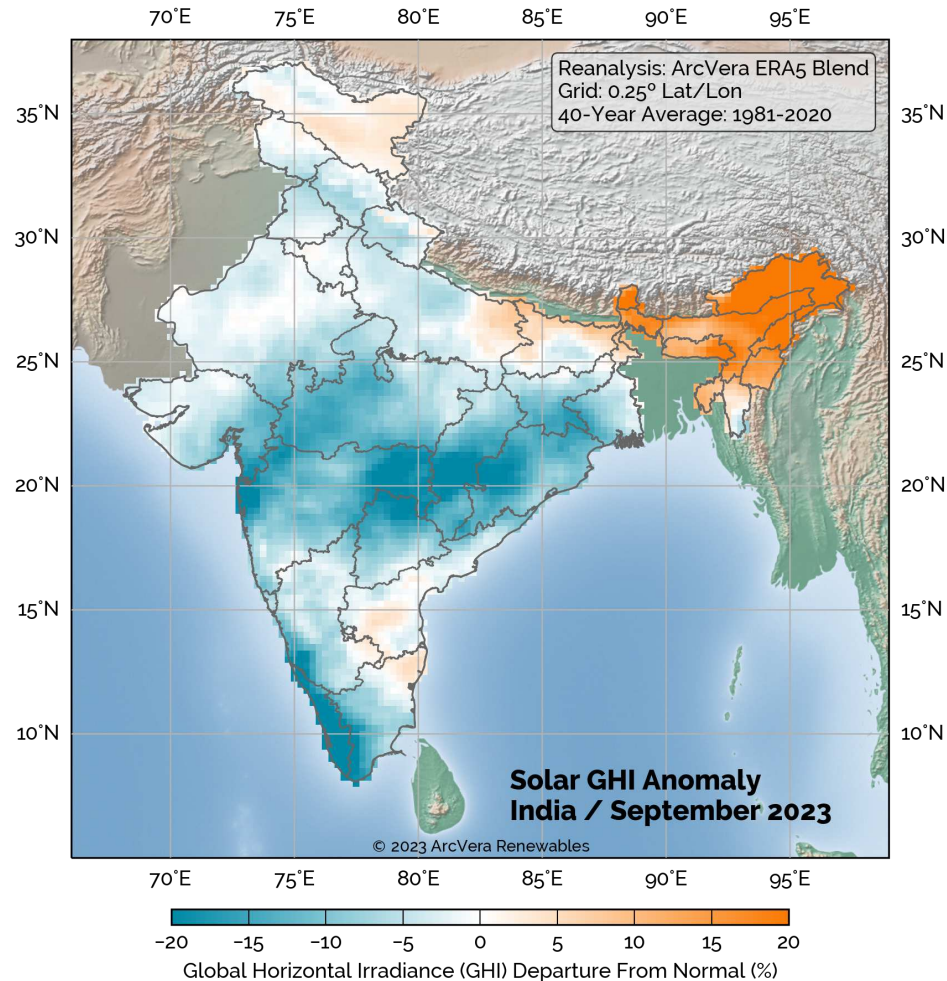 70°E 75°E 80°E 85°E 90°E 95°E
Reanalysis: ArcVera ERA5 Blend
Grid: 0.25º Lat/Lon
40-Year Average: 1981-2020
35°N 35°N
30°N 30°N
25°N 25°N
20°N 20°N
15°N 15°N
10°N 10°N
Solar GHI Anomaly
India / September 2023
© 2023 ArcVera Renewables
70°E 75°E 80°E 85°E 90°E 95°E
−20 −15 −10 −5 0 5 10 15 20
Global Horizontal Irradiance (GHI) Departure From Normal (%)